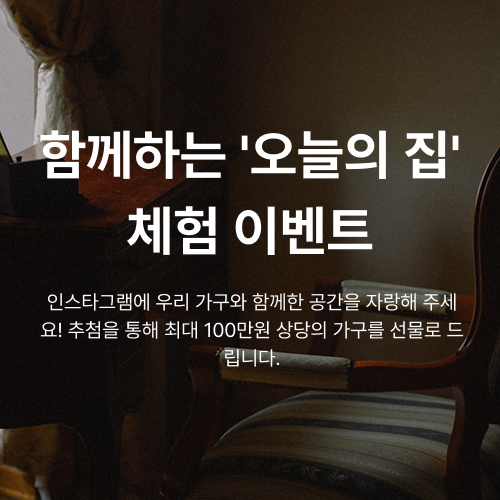 함께하는 '오늘의 집'
체험 이벤트
인스타그램에 우리 가구와 함께한 공간을 자랑해 주세
요! 추첨을 통해 최대 100만원 상당의 가구를 선물로 드
립니다.